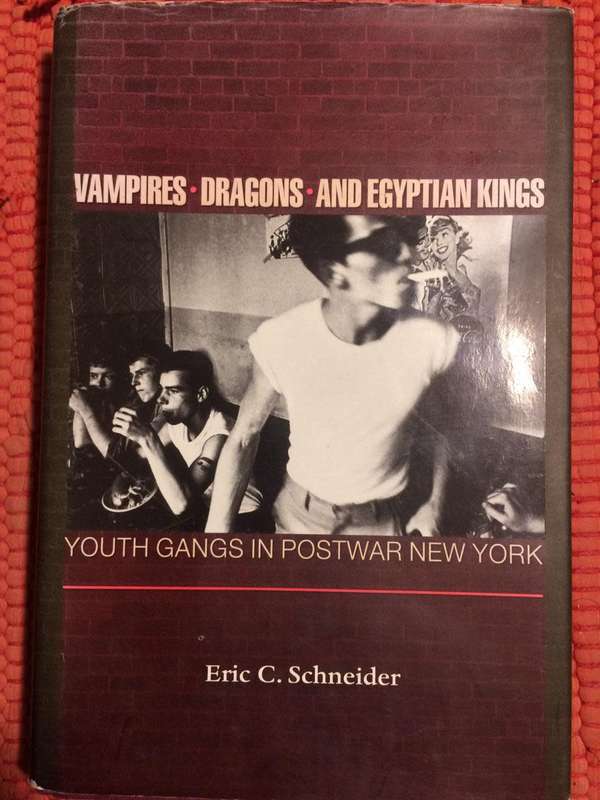 VAMPIRES · DRAGONS · AND EGYPTIAN KINGS
YOUTH GANGS IN POSTWAR NEW YORK
Eric C. Schneider